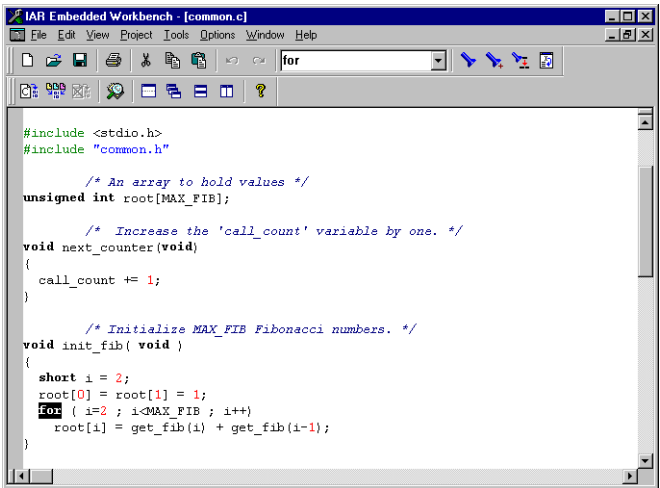 IAR Embedded Workbench - [common.c]
File Edit View Project Tools Options Window Help
for
#include <stdio.h>
#include "common.h"
/* An array to hold values */
unsigned int root[MAX_FIB];
/*  Increase the 'call_count' variable by one. */
void next_counter(void)
{
call_count += 1;
}
/* Initialize MAX_FIB Fibonacci numbers. */
void init_fib( void )
{
short i = 2;
root[0] = root[1] = 1;
for ( i=2 ; i<MAX_FIB ; i++)
root[i] = get_fib(i) + get_fib(i-1);
}